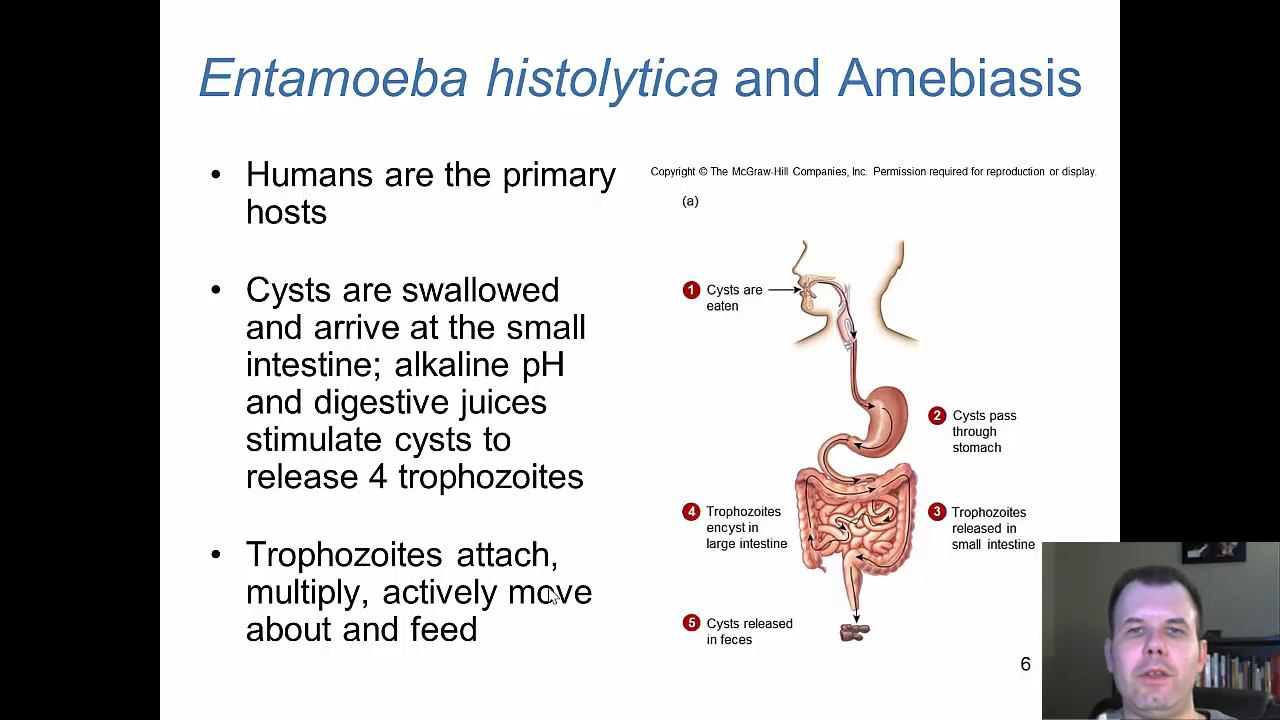 Entamoeba histolytica and Amebiasis
• Humans are the primary
hosts
• Cysts are swallowed
and arrive at the small
intestine; alkaline pH
and digestive juices
stimulate cysts to
release 4 trophozoites
• Trophozoites attach,
multiply, actively move
about and feed
Copyright © The McGraw-Hill Companies, Inc. Permission required for reproduction or display.
(a)
1 Cysts are
eaten
2 Cysts pass
through
stomach
3 Trophozoites
released in
small intestine
4 Trophozoites
encyst in
large intestine
5 Cysts released
in feces
6